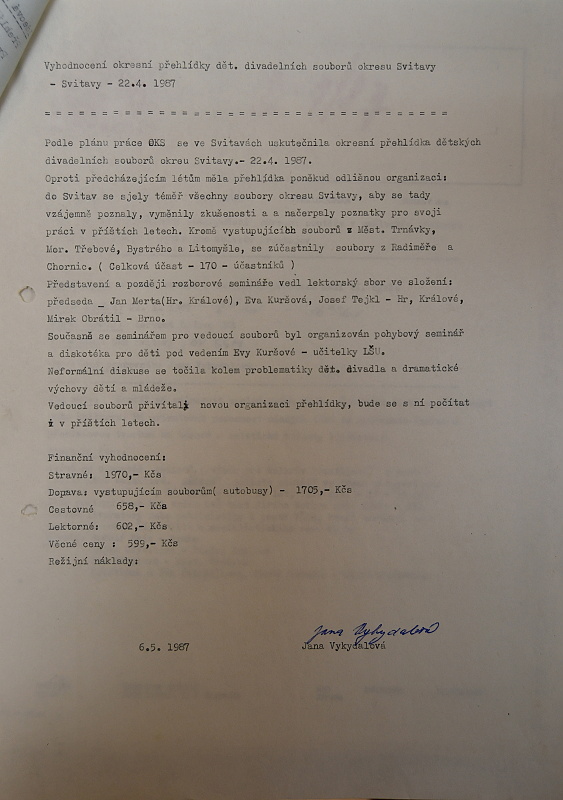 Vyhodnocení okresní přehlídky dět. divadelních souborů okresu Svitavy
- Svitavy - 22.4. 1987
= = = = = = = = = = = = = = = = = = = = = = = = = = = = =
Podle plánu práce OKS se ve Svitavách uskutečnila okresní přehlídka dětských
divadelních souborů okreu Svitavy.- 22.4. 1987.
Oproti předcházejícím létům měla přehlídka poněkud odlišnou organizaci:
do Svitav se sjely téměř všechny soubory okresu Svitavy, aby se tady
vzájemně poznaly, vyměnily zkušenosti a a načerpaly poznatky pro svoji
práci v příštích letech. Kromě vystupujících souborů z Měst. Trnávky,
Mor. Třebové, Bystrého a Litomyšle, se zúčastnily soubory z Radiměře a
Chornic. ( Celková účast - 170 - účastníků )
Představení a později rozborové semináře vedl lektorský sbor ve složení:
předseda _ Jan Merta(Hr. Králové), Eva Kuršová, Josef Tejkl - Hr, Králové,
Mirek Obrátil - Brno.
Současně se seminářem pro vedoucí souborů byl organizován pohybový seminář
a diskotéka pro děti pod vedením Evy Kuršové - učitelky LŠU.
Neformální diskuse se točila kolem problematiky dět. divadla a dramatické
výchovy dětí a mládeže.
Vedoucí souborů přivítali novou organizaci přehlídky, bude se s ní počítat
i v příštích letech.
Finanční vyhodnocení:
Stravné: 1970,- Kčs
Dopava: vystupujícím souborům( autobusy) - 1705,- Kčs
Cestovné 658,- Kčs
Lektorné: 602,- Kčs
Věcné ceny : 599,- Kčs
Režijní náklady:
Jana Vykydalová
6.5. 1987 Jana Vykydalová